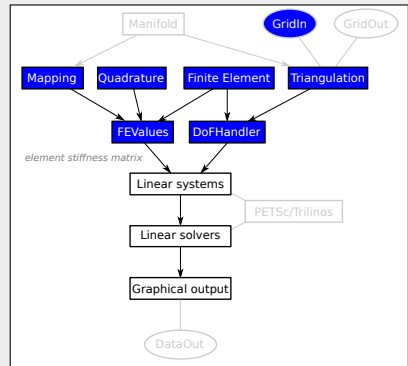 Manifold
GridIn
GridOut
Mapping
Quadrature
Finite Element
Triangulation
FEValues
DoFHandler
element stiffness matrix
Linear systems
PETSc/Trilinos
Linear solvers
Graphical output
DataOut